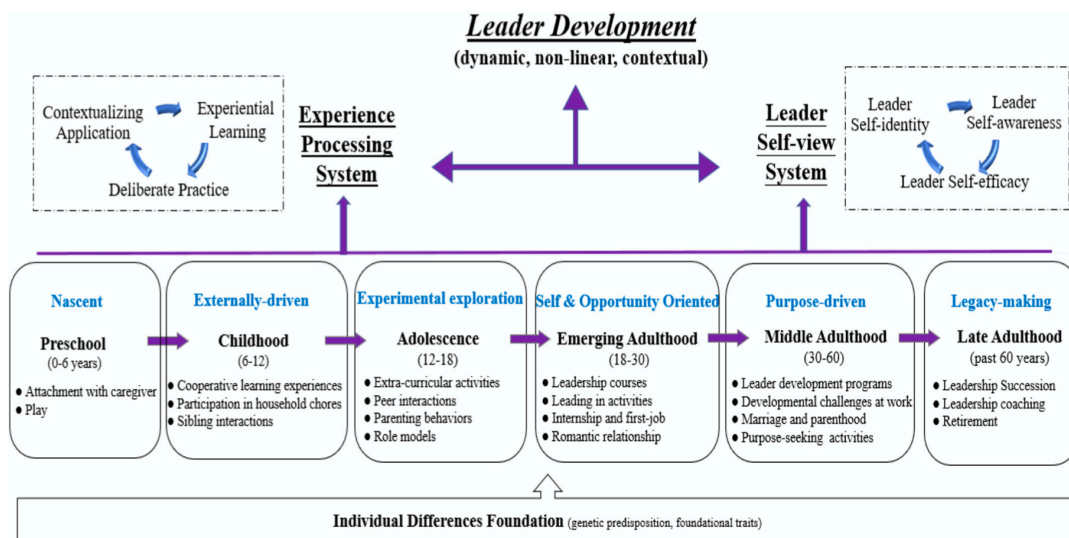 Leader Development
(dynamic, non-linear, contextual)
Contextualizing
Application
Experiential
Learning
Deliberate Practice
Experience
Processing
System
Leader
Self-view
System
Leader
Self-identity
Leader
Self-awareness
Leader Self-efficacy
Nascent
Preschool
(0-6 years)
● Attachment with caregiver
● Play
Externally-driven
Childhood
(6-12)
● Cooperative learning experiences
● Participation in household chores
● Sibling interactions
Experimental exploration
Adolescence
(12-18)
● Extra-curricular activities
● Peer interactions
● Parenting behaviors
● Role models
Self & Opportunity Oriented
Emerging Adulthood
(18-30)
● Leadership courses
● Leading in activities
● Internship and first-job
● Romantic relationship
Purpose-driven
Middle Adulthood
(30-60)
● Leader development programs
● Developmental challenges at work
● Marriage and parenthood
● Purpose-seeking activities
Legacy-making
Late Adulthood
(past 60 years)
● Leadership Succession
● Leadership coaching
● Retirement
Individual Differences Foundation (genetic predisposition, foundational traits)